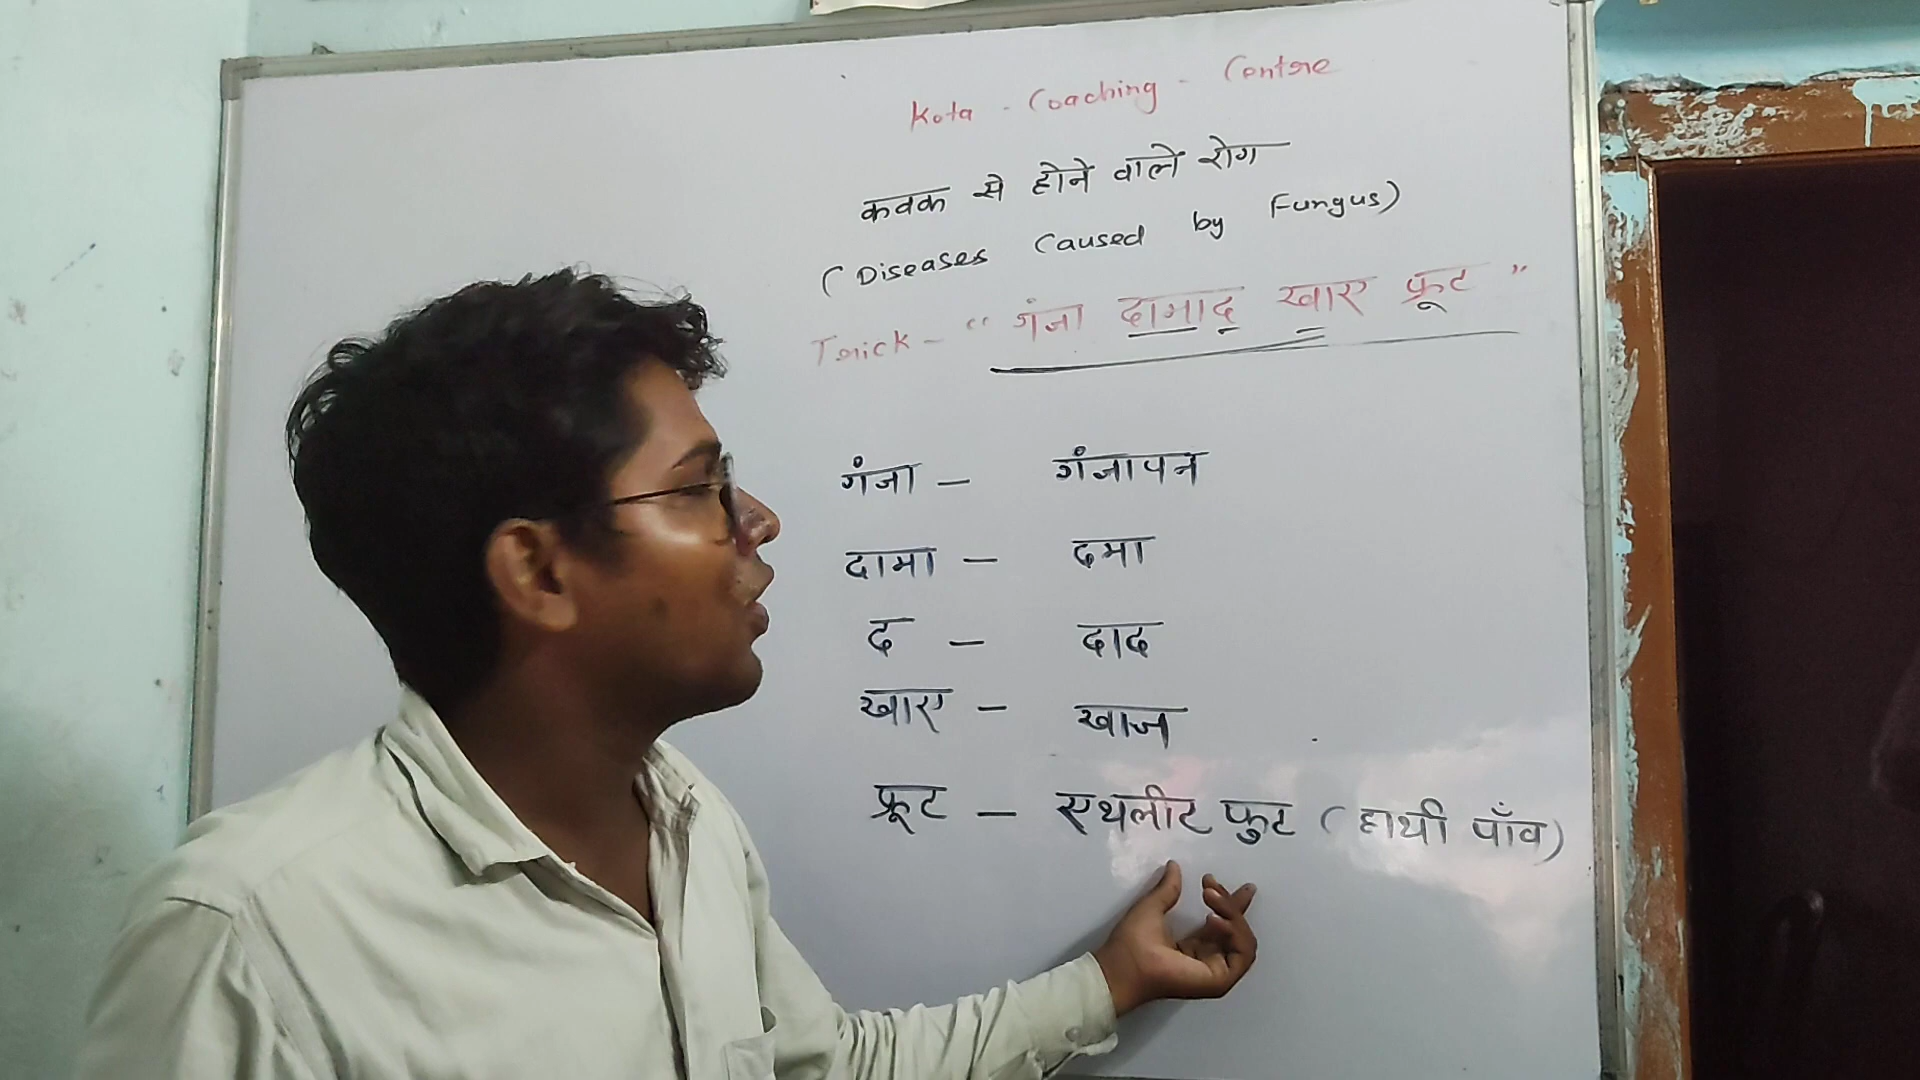 Kota - Coaching - Centre
कवक से होने वाले रोग
(Diseases Caused by Fungus)
Trick - "गंजा दामाद खाए फ्रूट"
गंजा - गंजापन
दामा - दमा
द - दाद
खाए - खाज
फ्रूट - एथलीट फुट (हाथी पाँव)